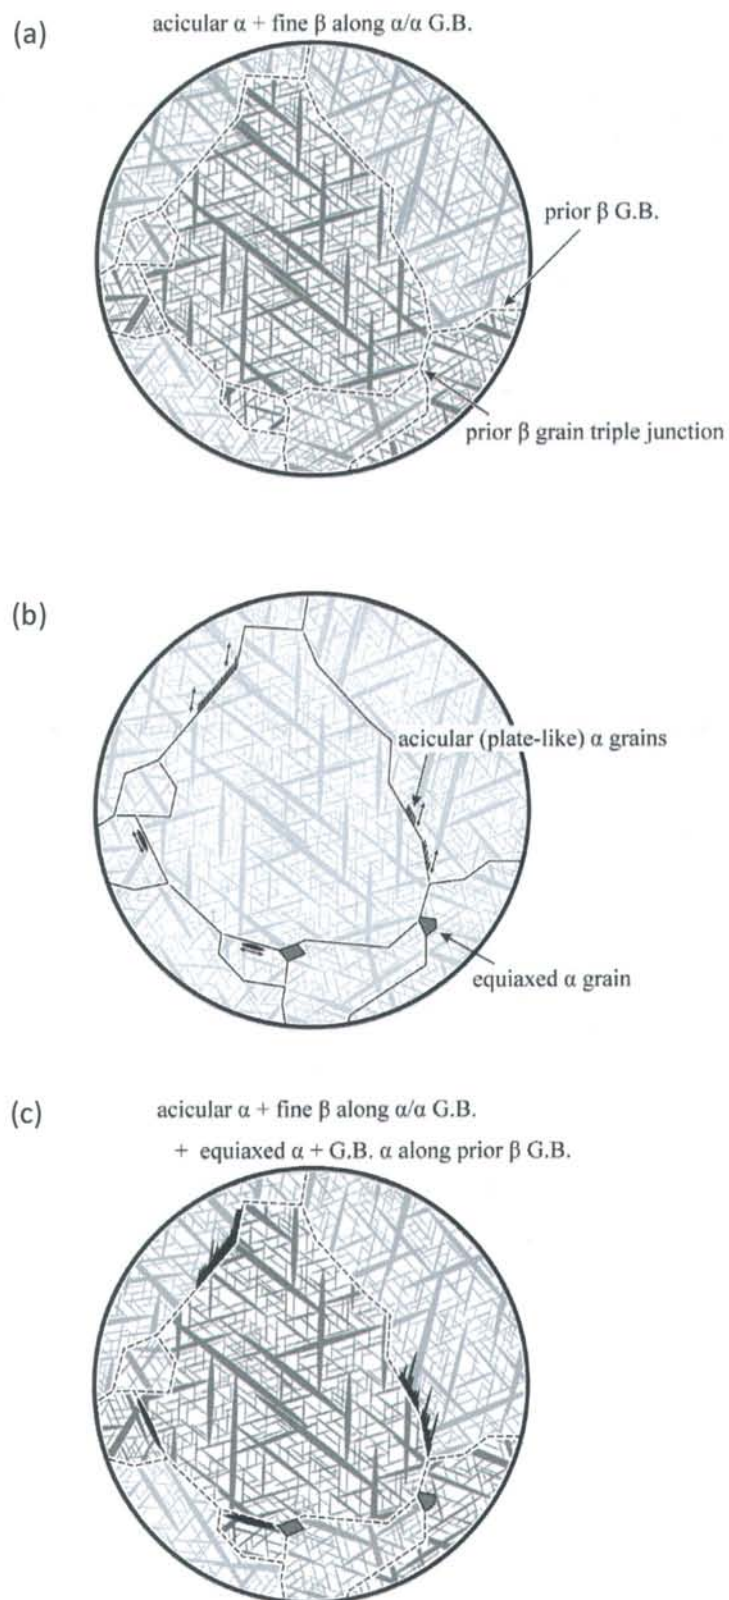 (a)
acicular α + fine β along α/α G.B.
prior β G.B.
prior β grain triple junction
(b)
acicular (plate-like) α grains
equiaxed α grain
(c)
acicular α + fine β along α/α G.B.
+ equiaxed α + G.B. α along prior β G.B.